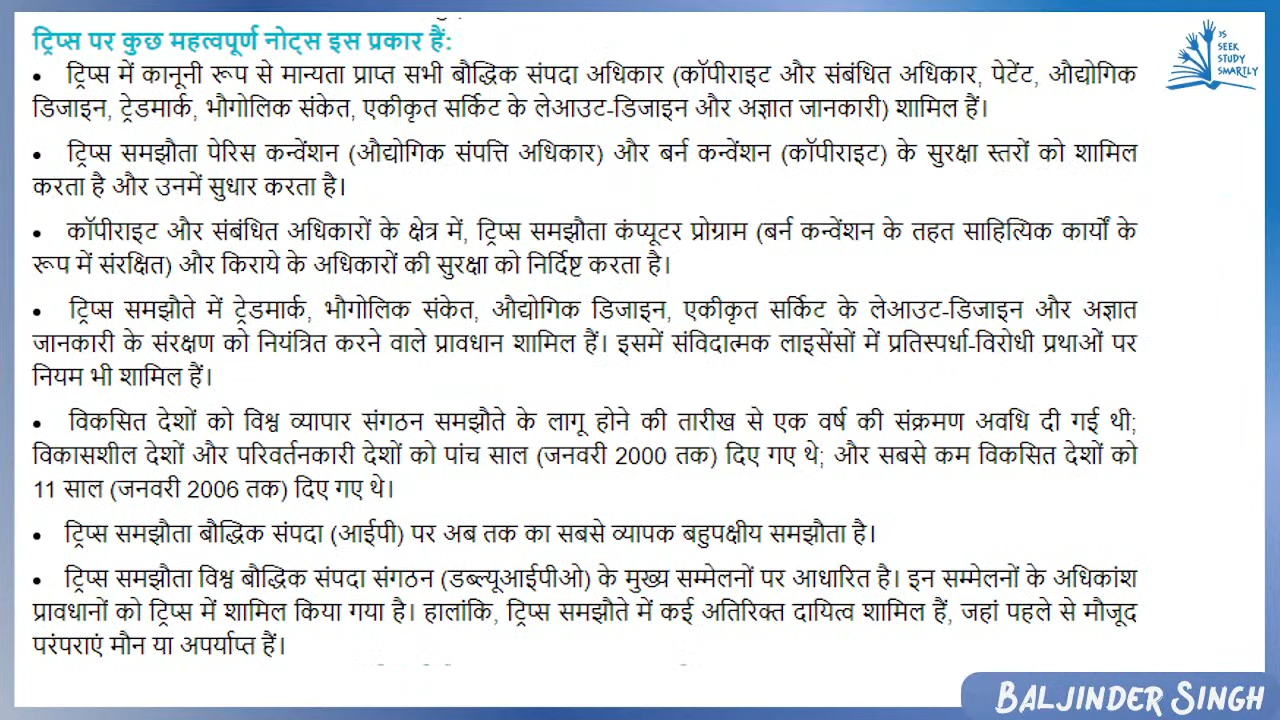 ट्रिप्स पर कुछ महत्वपूर्ण नोट्स इस प्रकार हैं:
JS
SEEK
STUDY
SMARTLY
• ट्रिप्स में कानूनी रूप से मान्यता प्राप्त सभी बौद्धिक संपदा अधिकार (कॉपीराइट और संबंधित अधिकार, पेटेंट, औद्योगिक
डिजाइन, ट्रेडमार्क, भौगोलिक संकेत, एकीकृत सर्किट के लेआउट-डिजाइन और अज्ञात जानकारी) शामिल हैं।
• ट्रिप्स समझौता पेरिस कन्वेंशन (औद्योगिक संपत्ति अधिकार) और बर्न कन्वेंशन (कॉपीराइट) के सुरक्षा स्तरों को शामिल
करता है और उनमें सुधार करता है।
• कॉपीराइट और संबंधित अधिकारों के क्षेत्र में, ट्रिप्स समझौता कंप्यूटर प्रोग्राम (बर्न कन्वेंशन के तहत साहित्यिक कार्यों के
रूप में संरक्षित) और किराये के अधिकारों की सुरक्षा को निर्दिष्ट करता है।
• ट्रिप्स समझौते में ट्रेडमार्क, भौगोलिक संकेत, औद्योगिक डिजाइन, एकीकृत सर्किट के लेआउट-डिजाइन और अज्ञात
जानकारी के संरक्षण को नियंत्रित करने वाले प्रावधान शामिल हैं। इसमें संविदात्मक लाइसेंसों में प्रतिस्पर्धा-विरोधी प्रथाओं पर
नियम भी शामिल हैं।
• विकसित देशों को विश्व व्यापार संगठन समझौते के लागू होने की तारीख से एक वर्ष की संक्रमण अवधि दी गई थी;
विकासशील देशों और परिवर्तनकारी देशों को पांच साल (जनवरी 2000 तक) दिए गए थे; और सबसे कम विकसित देशों को
11 साल (जनवरी 2006 तक) दिए गए थे।
• ट्रिप्स समझौता बौद्धिक संपदा (आईपी) पर अब तक का सबसे व्यापक बहुपक्षीय समझौता है।
• ट्रिप्स समझौता विश्व बौद्धिक संपदा संगठन (डब्ल्यूआईपीओ) के मुख्य सम्मेलनों पर आधारित है। इन सम्मेलनों के अधिकांश
प्रावधानों को ट्रिप्स में शामिल किया गया है। हालांकि, ट्रिप्स समझौते में कई अतिरिक्त दायित्व शामिल हैं, जहां पहले से मौजूद
परंपराएं मौन या अपर्याप्त हैं।
BALJINDER SINGH